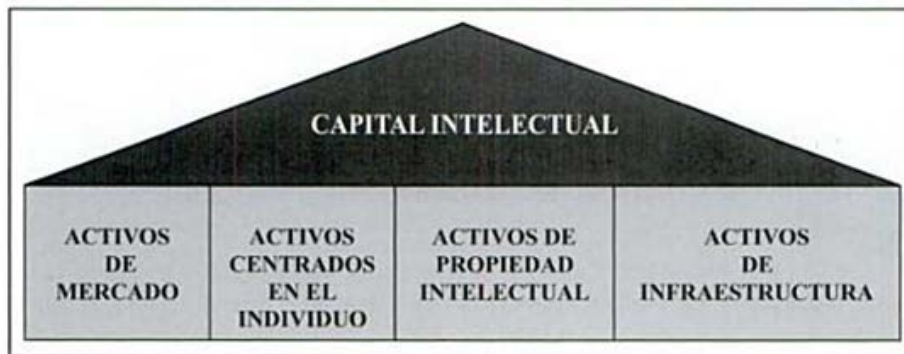 CAPITAL INTELECTUAL
ACTIVOS
DE
MERCADO
ACTIVOS
CENTRADOS
EN EL
INDIVIDUO
ACTIVOS DE
PROPIEDAD
INTELECTUAL
ACTIVOS
DE
INFRAESTRUCTURA